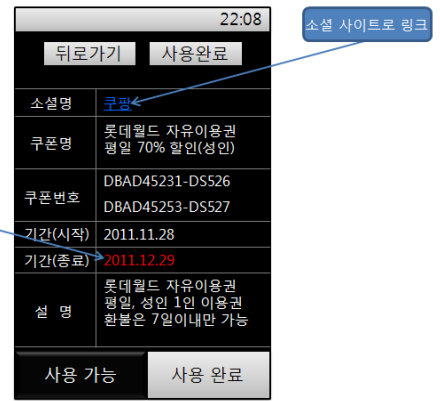 22:08
소셜 사이트로 링크
뒤로가기 사용완료
소셜명 쿠팡
쿠폰명 롯데월드 자유이용권
평일 70% 할인(성인)
쿠폰번호 DBAD45231-DS526
DBAD45253-DS527
기간(시작) 2011.11.28
기간(종료) 2011.12.29
설 명 롯데월드 자유이용권
평일, 성인 1인 이용권
환불은 7일이내만 가능
사용 가능 사용 완료